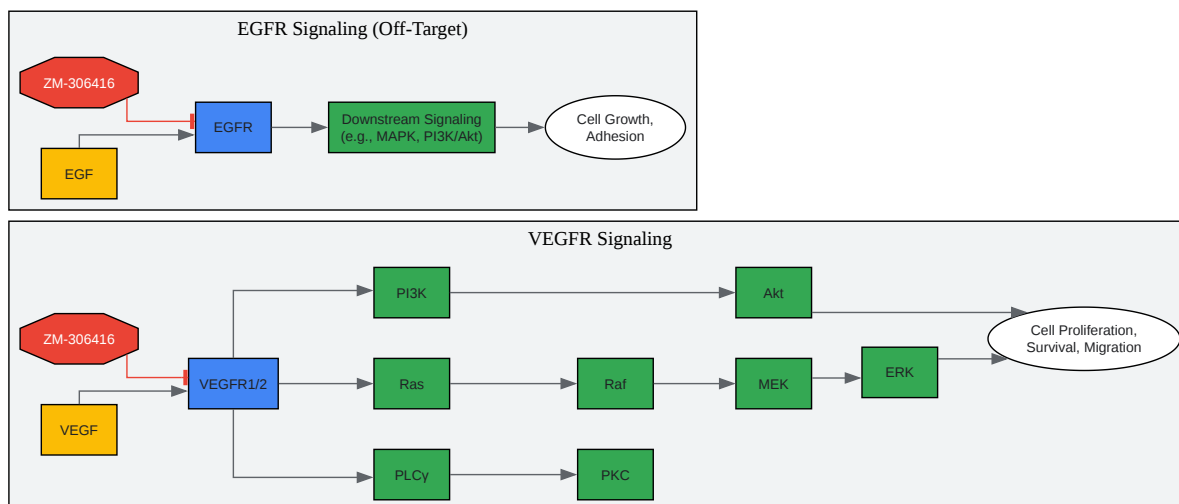 EGFR Signaling (Off-Target)
ZM-306416
EGFR
Downstream Signaling
(e.g., MAPK, PI3K/Akt)
Cell Growth,
Adhesion
EGF
VEGFR Signaling
PI3K
Akt
ZM-306416
Cell Proliferation,
Survival, Migration
VEGFR1/2
Ras
Raf
MEK
ERK
VEGF
PLCγ
PKC